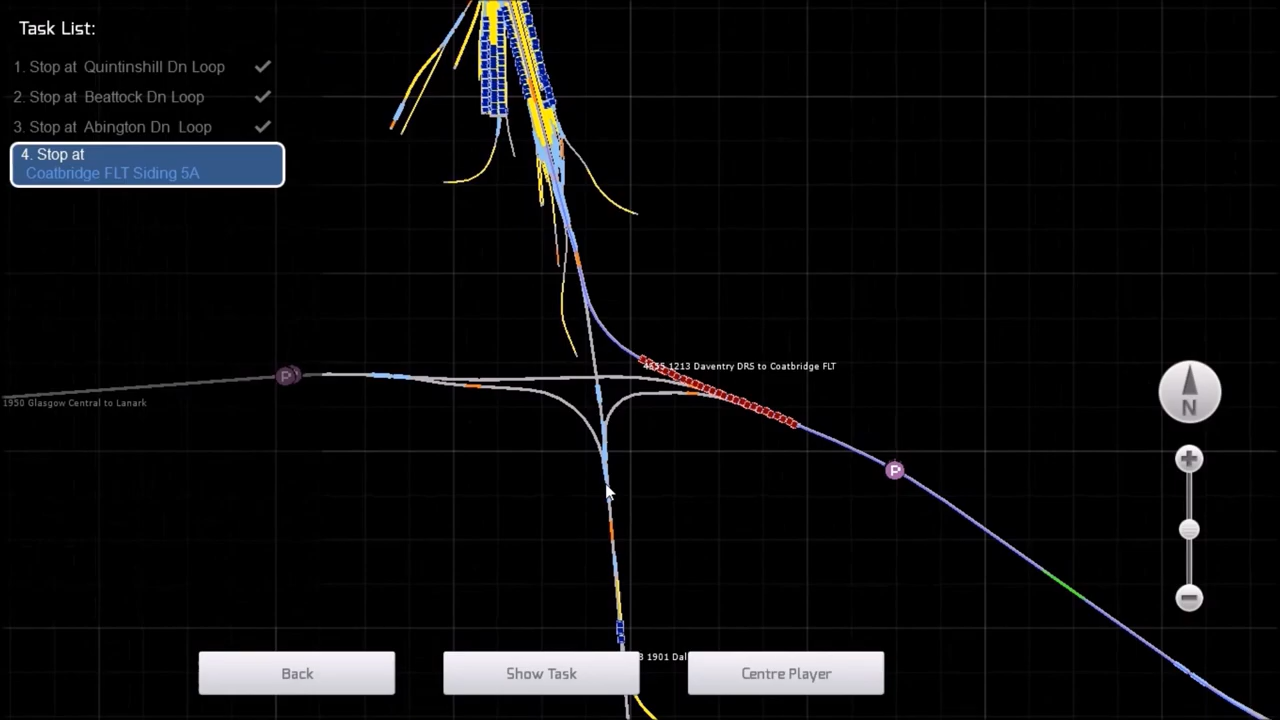 Task List:
1. Stop at Quintinshill Dn Loop
2. Stop at Beattock Dn Loop
3. Stop at Abington Dn Loop
4. Stop at
Coatbridge FLT Siding 5A
1213 Daventry DRS to Coatbridge FLT
P
1950 Glasgow Central to Lanark
N
P
1901 Dal
Back
Show Task
Centre Player